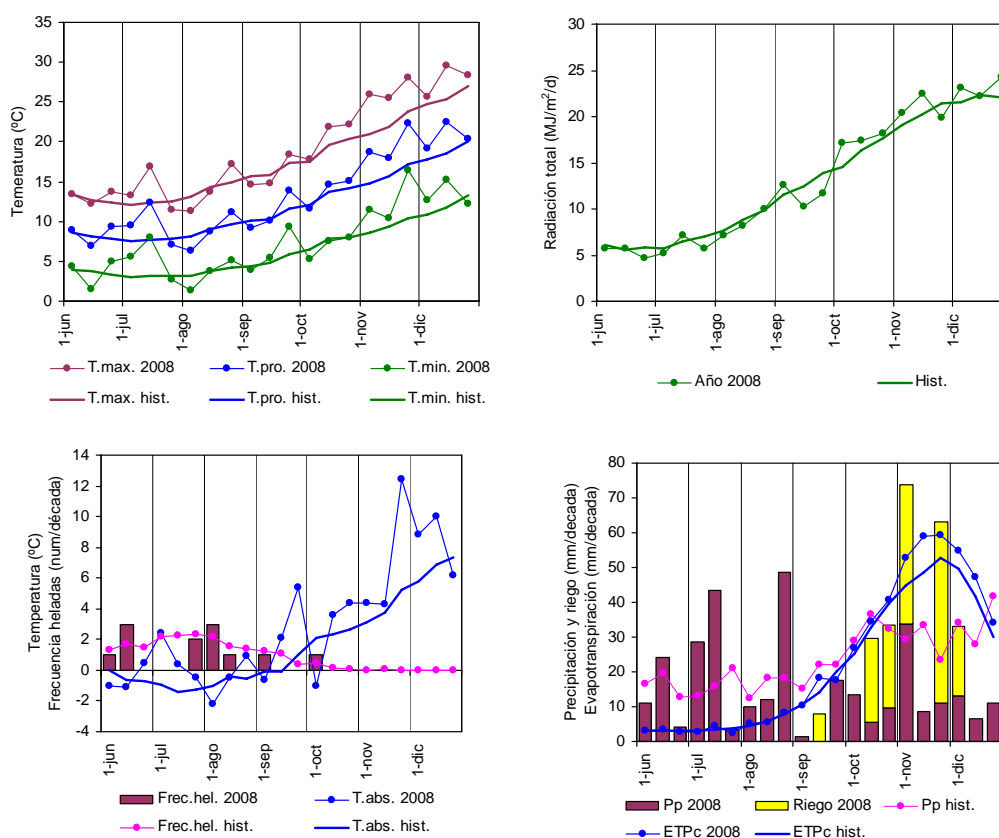 Temeratura (ºC)
35
30
25
20
15
10
5
0
1-jun
1-jul
1-ago
1-sep
1-oct
1-nov
1-dic
T.max. 2008
T.pro. 2008
T.min. 2008
T.max. hist.
T.pro. hist.
T.min. hist.
Radiación total (MJ/m²/d)
30
25
20
15
10
5
0
1-jun
1-jul
1-ago
1-sep
1-oct
1-nov
1-dic
Año 2008
Hist.
Temperatura (ºC)
Frecuencia heladas (num/década)
14
12
10
8
6
4
2
0
-2
-4
1-jun
1-jul
1-ago
1-sep
1-oct
1-nov
1-dic
Frec.hel. 2008
T.abs. 2008
Frec.hel. hist.
T.abs. hist.
Precipitación y riego (mm/decada)
Evapotranspiración (mm/decada)
80
70
60
50
40
30
20
10
0
1-jun
1-jul
1-ago
1-sep
1-oct
1-nov
1-dic
Pp 2008
Riego 2008
Pp hist.
ETPc 2008
ETPc hist.